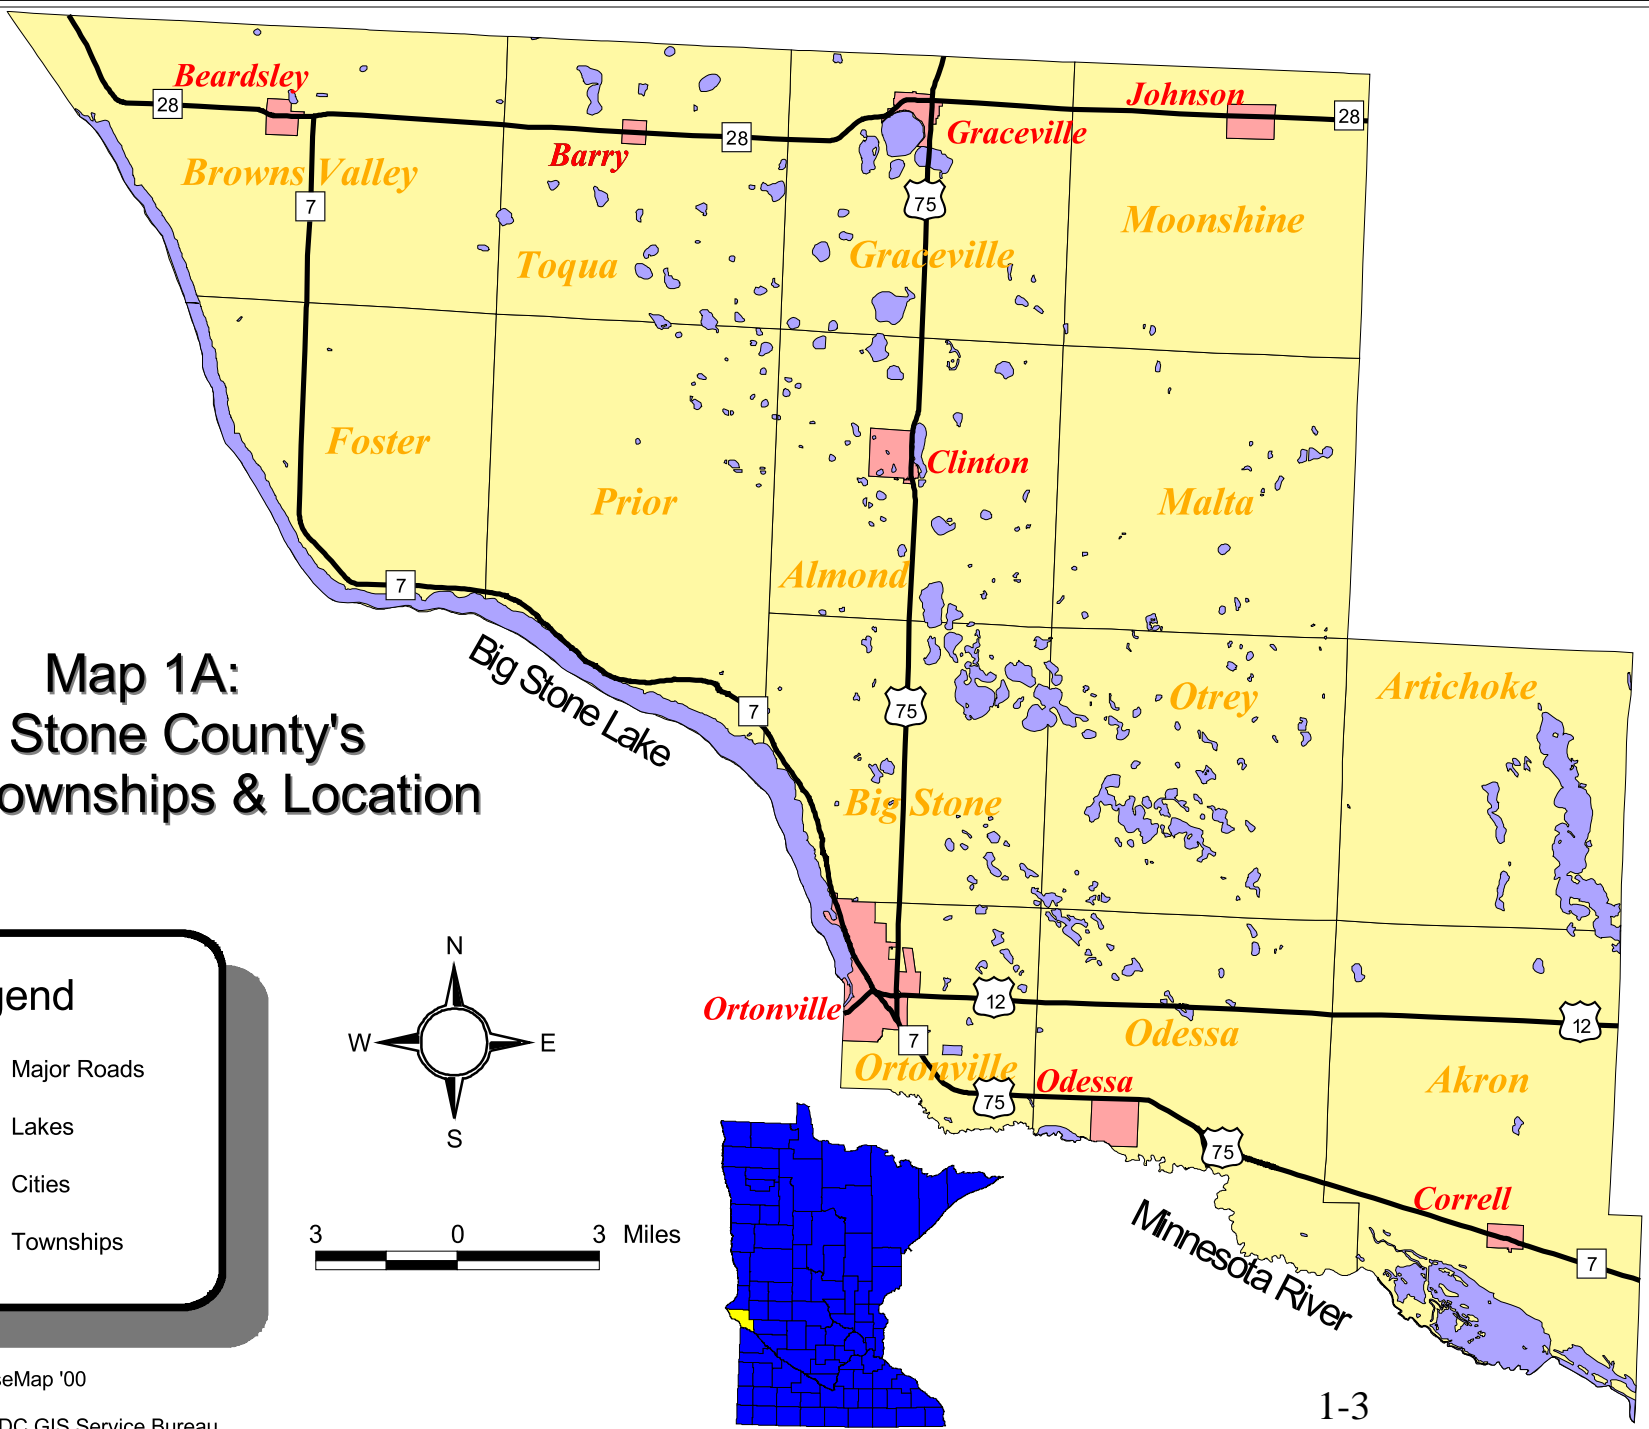 Beardsley
28
Browns Valley
7
Barry
28
Toqua
Graceville
75
Graceville
Johnson
28
Moonshine
Foster
Prior
Clinton
Almond
Malta
7
Big Stone Lake
7
75
Big Stone
Otrey
Artichoke
Map 1A:
Stone County's
ownships & Location
Ortonville
12
12
7
Ortonville
Odessa
Odessa
75
Akron
75
Correll
7
Minnesota River
N
W
E
S
3 0 3 Miles
gend
Major Roads
Lakes
Cities
Townships
seMap '00
DC GIS Service Bureau
1-3